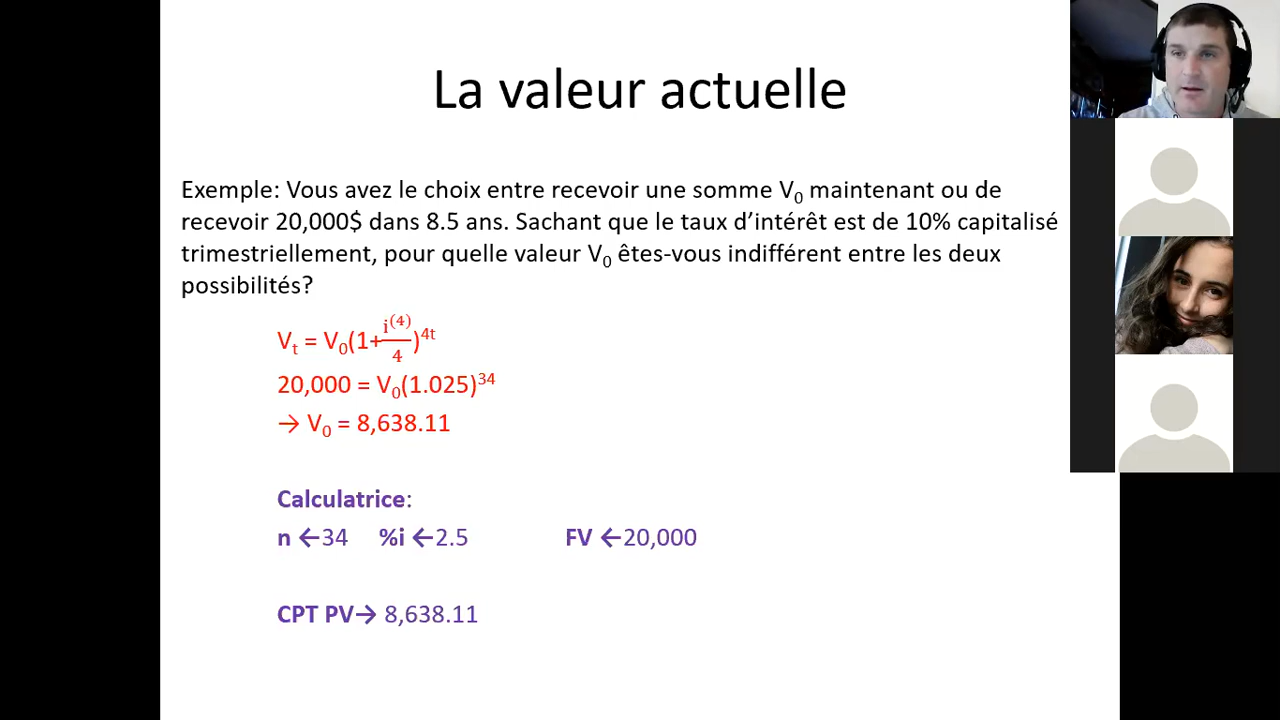 La valeur actuelle
Exemple: Vous avez le choix entre recevoir une somme V₀ maintenant ou de
recevoir 20,000$ dans 8.5 ans. Sachant que le taux d’intérêt est de 10% capitalisé
trimestriellement, pour quelle valeur V₀ êtes-vous indifférent entre les deux
possibilités?
Vₜ = V₀(1+i⁽⁴⁾/4)⁴ᵗ
20,000 = V₀(1.025)³⁴
→ V₀ = 8,638.11
Calculatrice:
n ←34 %i ←2.5 FV ←20,000
CPT PV→ 8,638.11